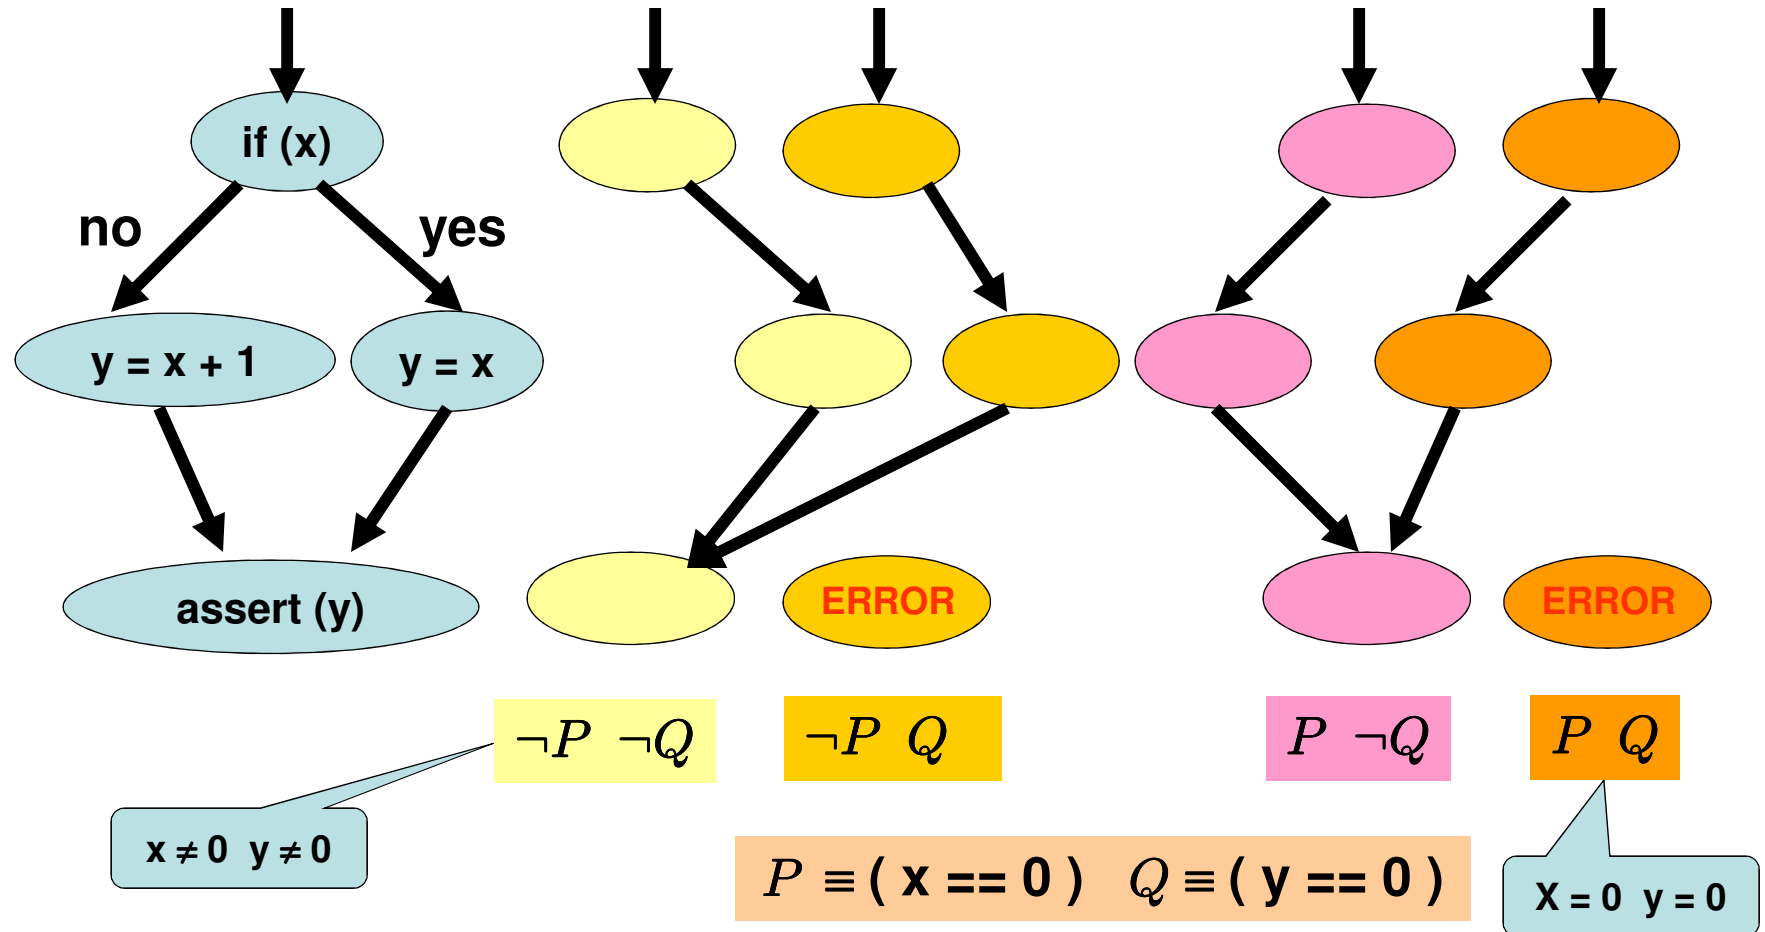 if (x)
no
yes
y = x + 1
y = x
assert (y)
ERROR
ERROR
¬P ¬Q
¬P Q
P ¬Q
P Q
x ≠ 0 y ≠ 0
P ≡ ( x == 0 ) Q ≡ ( y == 0 )
X = 0 y = 0